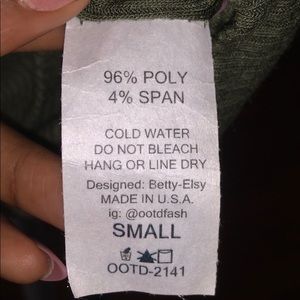 96% POLY
4% SPAN
COLD WATER
DO NOT BLEACH
HANG OR LINE DRY
Designed: Betty-Elsy
MADE IN U.S.A.
ig: @ootdfash
SMALL
OOTD-2141